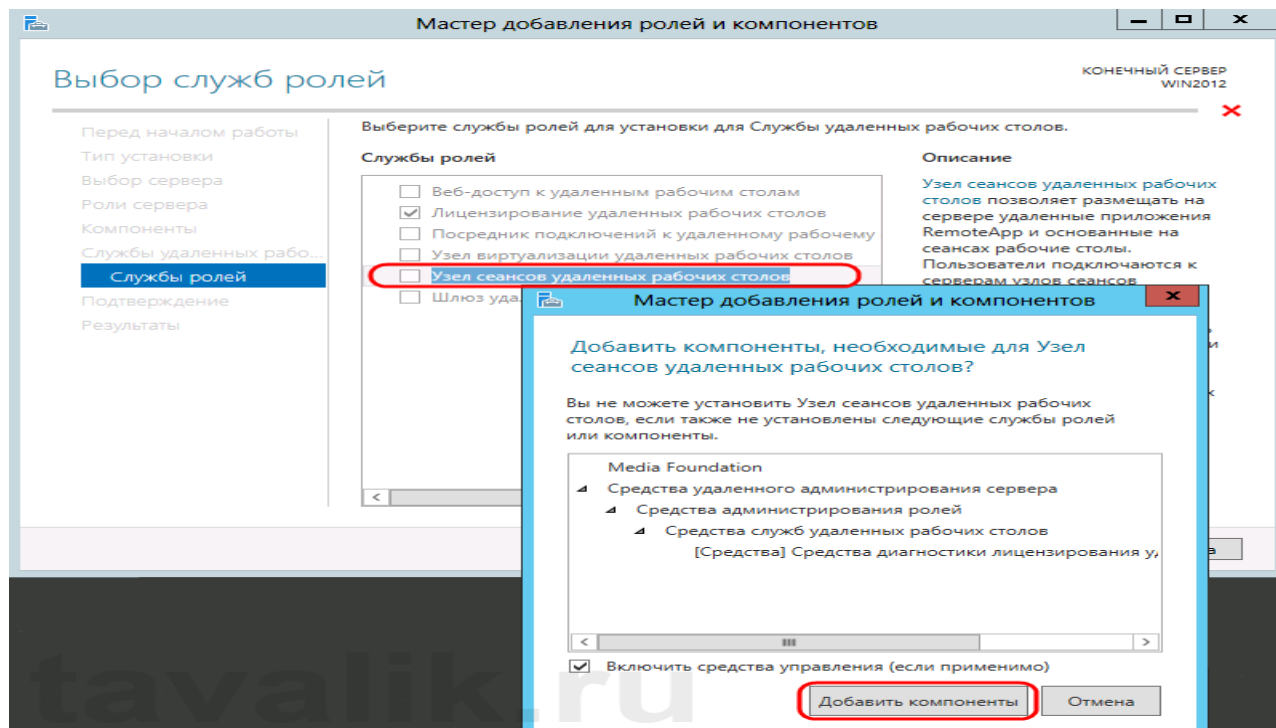 Мастер добавления ролей и компонентов
Выбор служб ролей
КОНЕЧНЫЙ СЕРВЕР
WIN2012
Перед началом работы
Тип установки
Выбор сервера
Роли сервера
Компоненты
Службы удаленных рабо...
Службы ролей
Подтверждение
Результаты
Выберите службы ролей для установки для Службы удаленных рабочих столов.
Службы ролей
Веб-доступ к удаленным рабочим столам
Лицензирование удаленных рабочих столов
Посредник подключений к удаленному рабочему
Узел виртуализации удаленных рабочих столов
Узел сеансов удаленных рабочих столов
Шлюз уда
Описание
Узел сеансов удаленных рабочих
столов позволяет размещать на
сервере удаленные приложения
RemoteApp и основанные на
сеансах рабочие столы.
Пользователи подключаются к
серверам узлов сеансов
Мастер добавления ролей и компонентов
Добавить компоненты, необходимые для Узел
сеансов удаленных рабочих столов?
Вы не можете установить Узел сеансов удаленных рабочих
столов, если также не установлены следующие службы ролей
или компоненты.
Media Foundation
Средства удаленного администрирования сервера
Средства администрирования ролей
Средства служб удаленных рабочих столов
[Средства] Средства диагностики лицензирования у
Включить средства управления (если применимо)
Добавить компоненты
Отмена
tavalik.ru